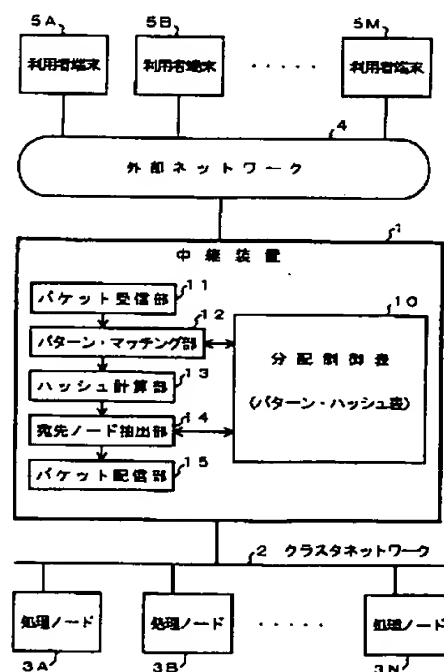 5A 5B 5M
利用者端末 利用者端末 ····· 利用者端末
4
外部ネットワーク
1
中継装置
11
パケット受信部
12
パターン・マッチング部
13
ハッシュ計算部
14
宛先ノード抽出部
15
パケット配信部
10
分配制御表
(パターン・ハッシュ表)
2 クラスタネットワーク
処理ノード 処理ノード ····· 処理ノード
3A 3B 3N